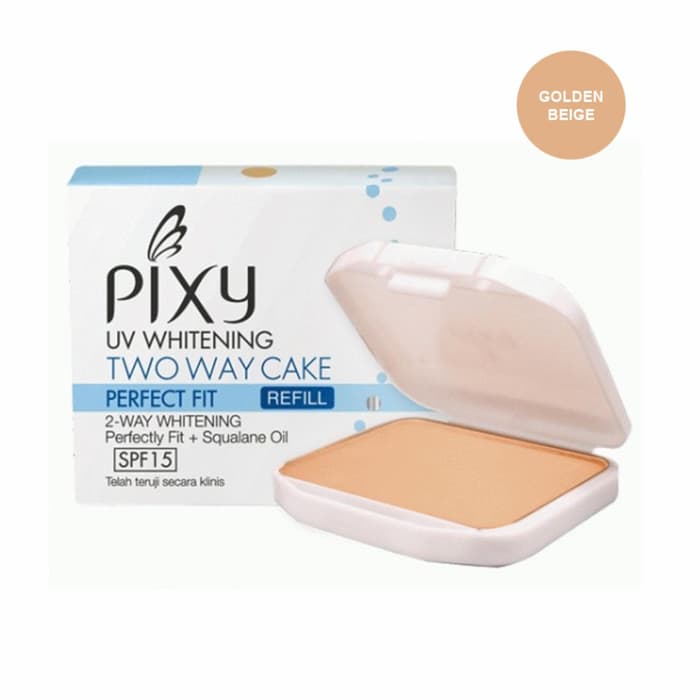 GOLDEN
BEIGE
PIXY
UV WHITENING
TWO WAY CAKE
PERFECT FIT REFILL
2-WAY WHITENING
Perfectly Fit + Squalane Oil
SPF15
Telah teruji secara klinis